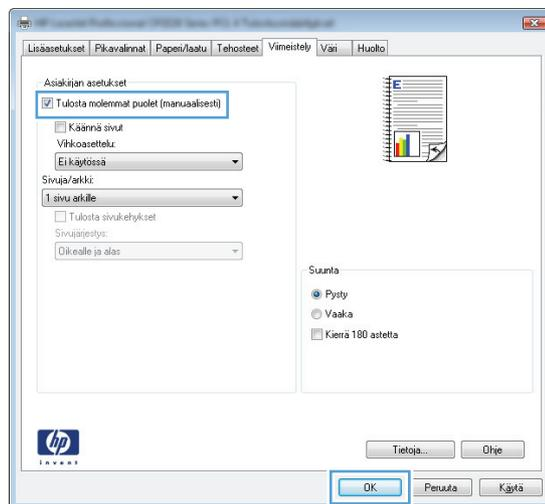 Lisäasetukset Pikavalinnat Paperi/laatu Tehosteet Viimeistely Väri Huolto
Asiakirjan asetukset
Tulosta molemmat puolet (manuaalisesti)
Käännä sivut
Vihkoasettelu:
Ei käytössä
Sivuja/arkki:
1 sivu arkille
Tulosta sivukehykset
Sivujärjestys:
Oikealle ja alas
E
Suunta
Pysty
Vaaka
Kierrä 180 astetta
hp
invent
Tietoja... Ohje
OK Peruuta Käytä